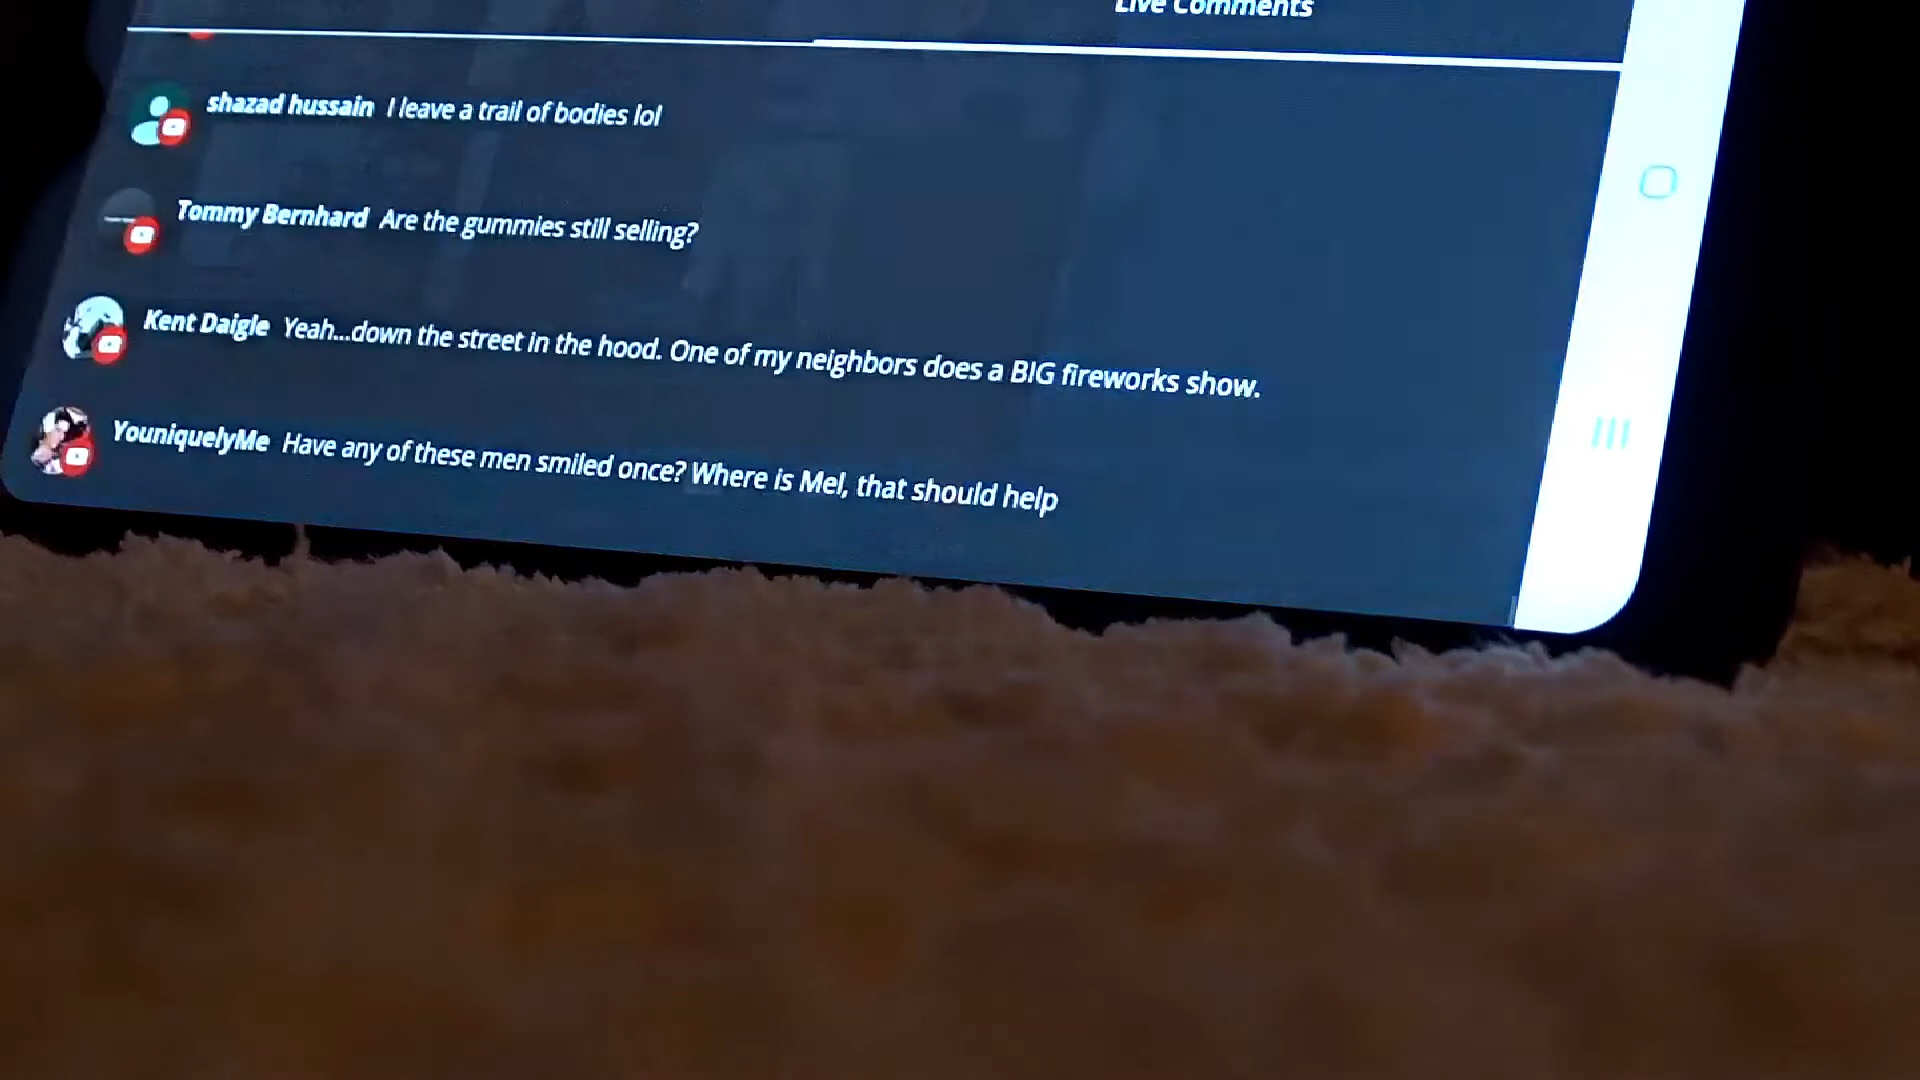 Live Comments
shazad hussain I leave a trail of bodies lol
Tommy Bernhard Are the gummies still selling?
Kent Daigle Yeah...down the street in the hood. One of my neighbors does a BIG fireworks show.
YouniquelyMe Have any of these men smiled once? Where is Mel, that should help